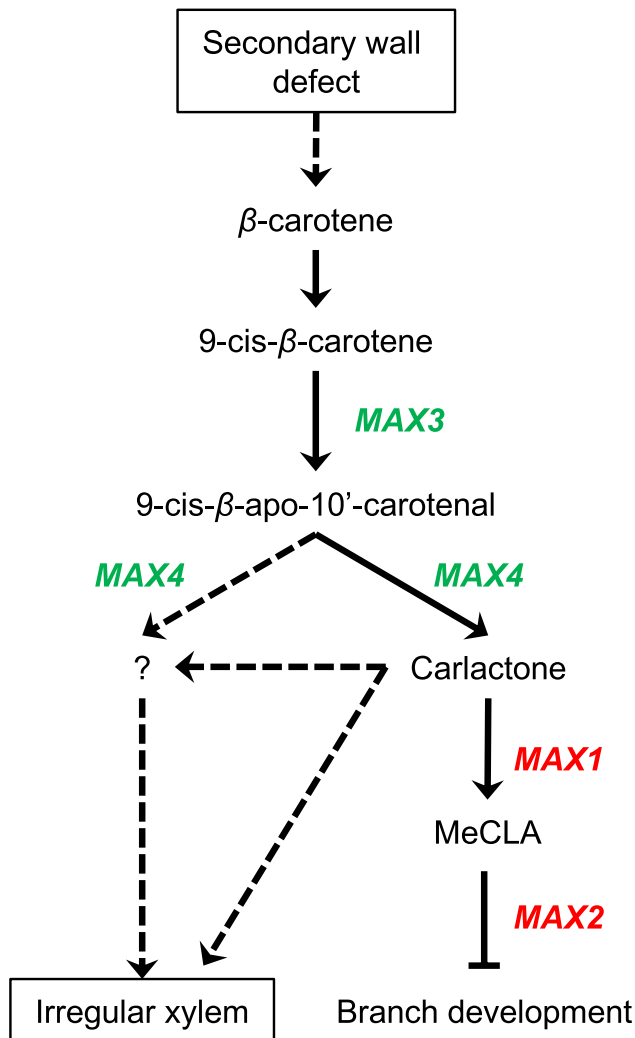 Secondary wall
defect
β-carotene
9-cis-β-carotene
MAX3
9-cis-β-apo-10’-carotenal
MAX4 MAX4
? Carlactone
MAX1
MeCLA
MAX2
Irregular xylem Branch development